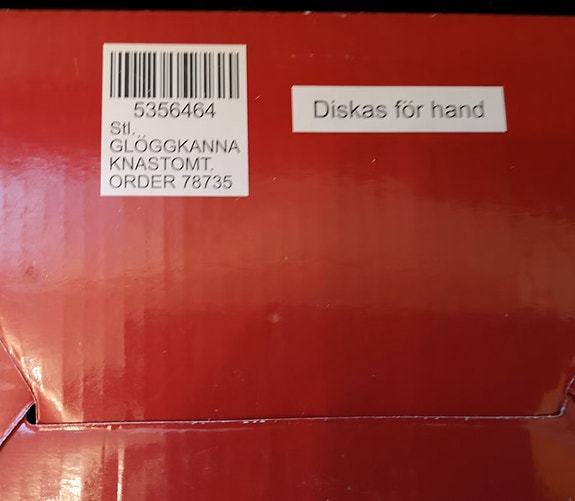 5356464
Stl.
GLÖGGKANNA
KNASTOMT.
ORDER 78735
Diskas för hand